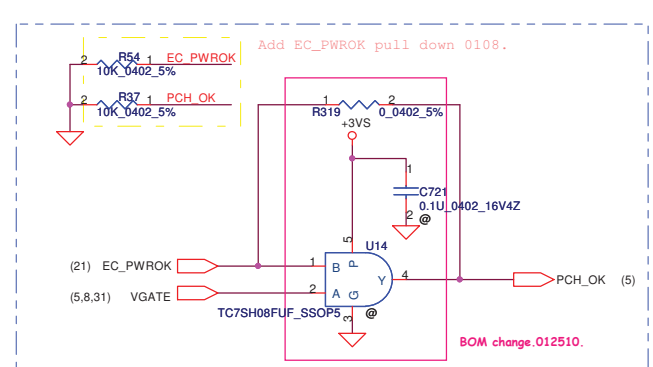 Add EC_PWROK pull down 0108.
2 R54 1 EC_PWROK
10K_0402_5%
2 R37 1 PCH_OK
10K_0402_5%
1 2
R319 0_0402_5%
+3VS
1
C721
0.1U_0402_16V4Z
2 @
5 U14
(21) EC_PWROK 1 B P
Y 4 PCH_OK (5)
(5,8,31) VGATE 2 A G
TC7SH08FUF_SSOP5 @
3
BOM change.012510.